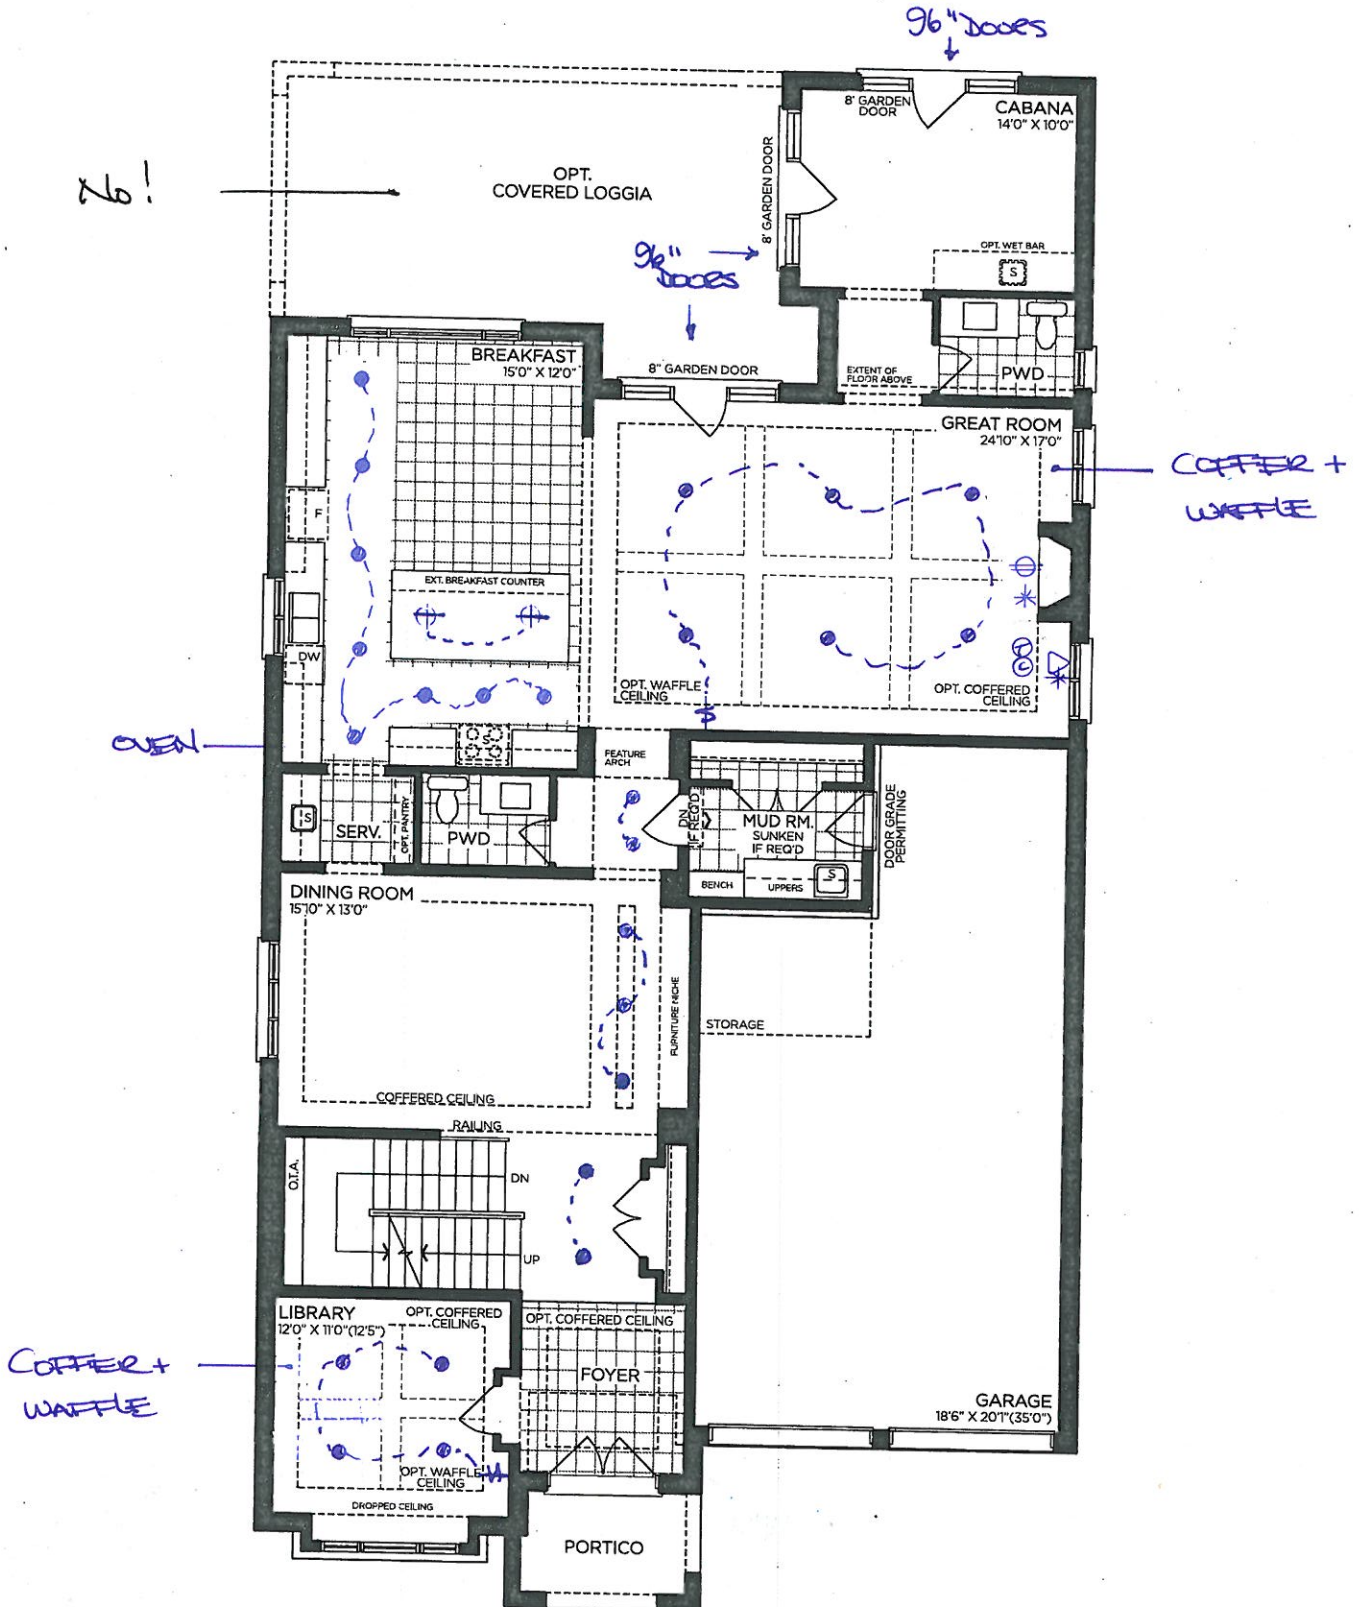 96" DOORS
8' GARDEN
DOOR
CABANA
14'0" X 10'0"
8' GARDEN DOOR
No!
OPT.
COVERED LOGGIA
96"
DOORS
OPT. WET BAR
S
BREAKFAST
15'0" X 12'0"
8" GARDEN DOOR
EXTENT OF
FLOOR ABOVE
PWD
GREAT ROOM
24'10" X 17'0"
COFFER +
WAFFLE
F
EXT. BREAKFAST COUNTER
DW
T
C
OPT. WAFFLE
CEILING
OPT. COFFERED
CEILING
OVEN
S
FEATURE
ARCH
S
SERV.
OPT. PANTRY
PWD
DN
IF REQ'D
MUD RM.
SUNKEN
IF REQ'D
DOOR GRADE
PERMITTING
BENCH
UPPERS
S
DINING ROOM
15'10" X 13'0"
FURNITURE NICHE
STORAGE
COFFERED CEILING
RAILING
O.T.A.
DN
UP
LIBRARY
12'0" X 11'0"(12'5")
OPT. COFFERED
CEILING
OPT. COFFERED CEILING
COFFER +
WAFFLE
FOYER
GARAGE
18'6" X 20'1"(35'0")
OPT. WAFFLE
CEILING
DROPPED CEILING
PORTICO